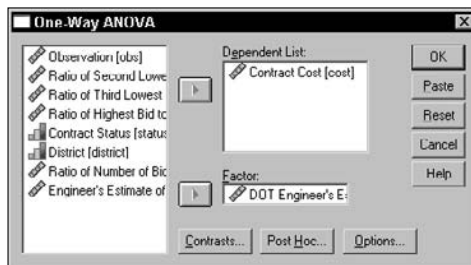 One-Way ANOVA
Observation [obs]
Ratio of Second Lowe
Ratio of Third Lowest
Ratio of Highest Bid to
Contract Status [status
District [district]
Ratio of Number of Bid
Engineer's Estimate of
Dependent List:
Contract Cost [cost]
Factor:
DOT Engineer's E
OK
Paste
Reset
Cancel
Help
Contrasts...
Post Hoc...
Options...